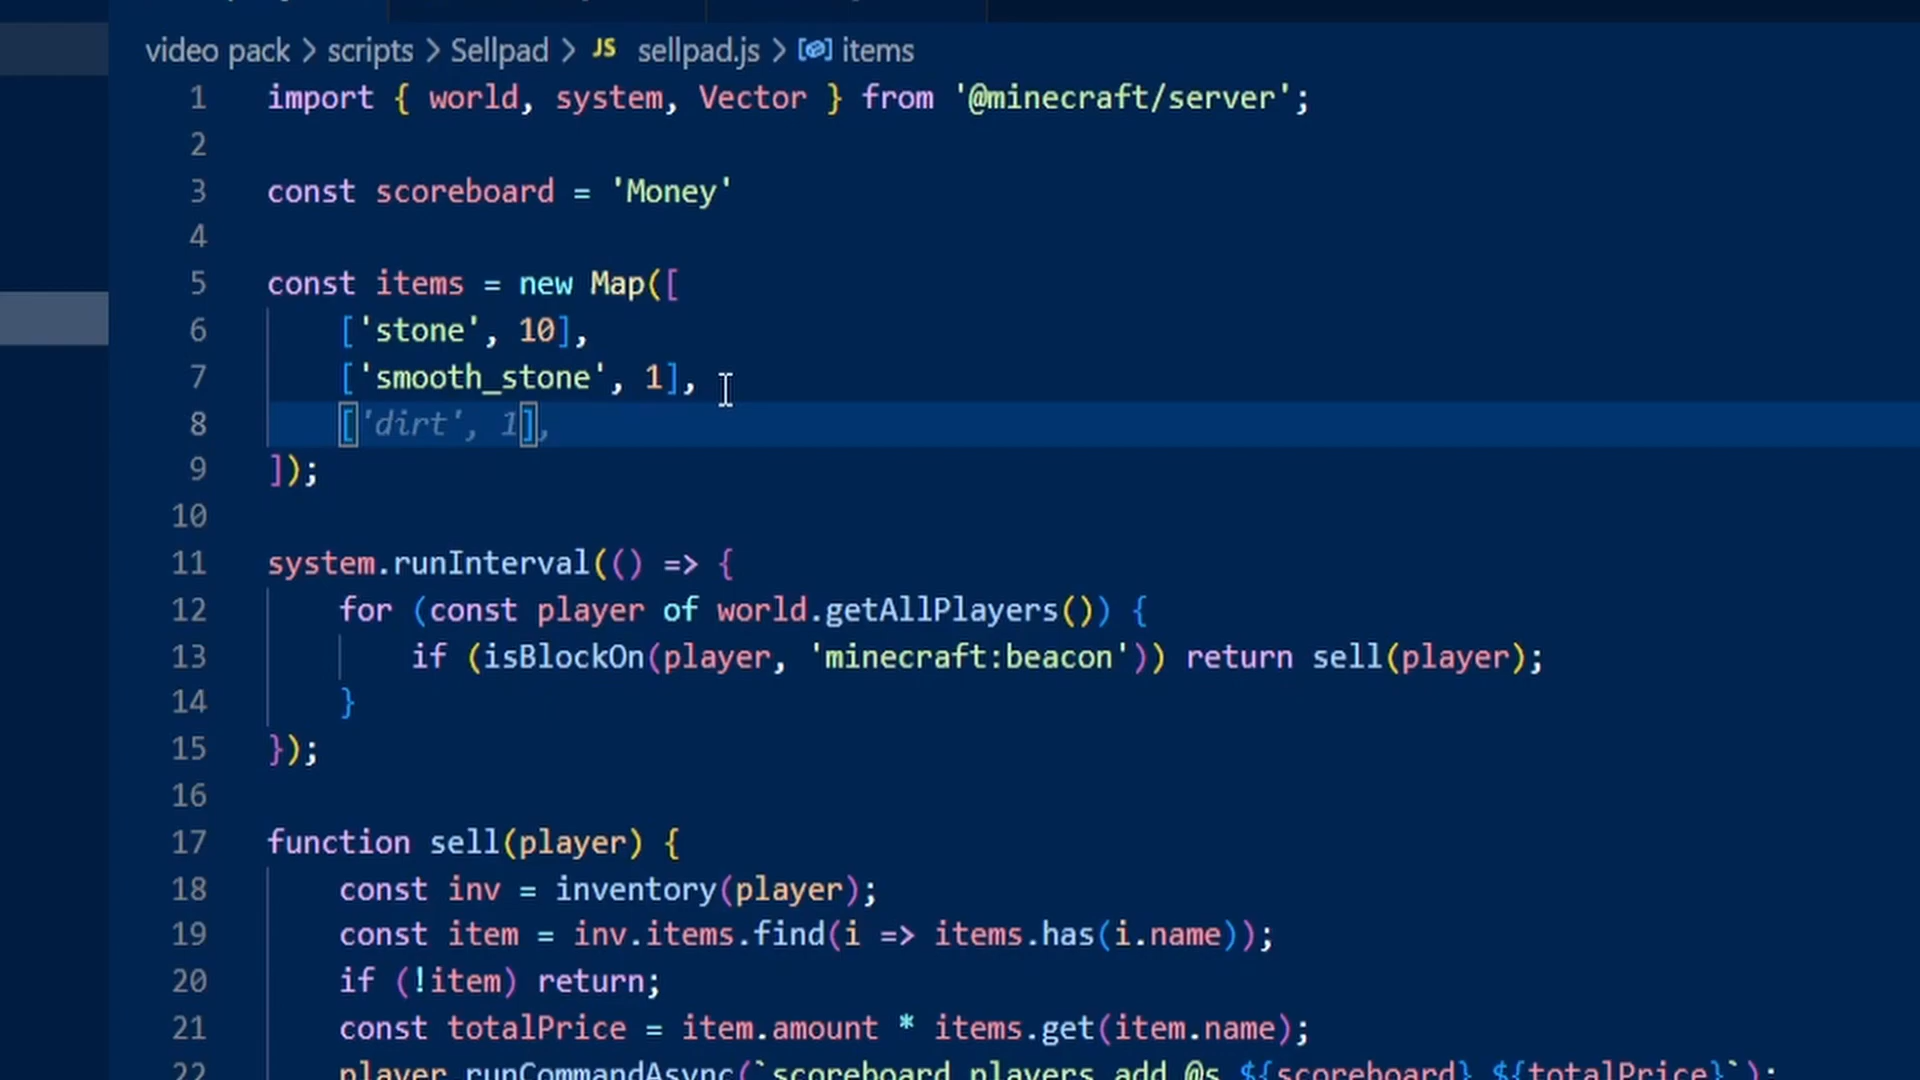 video pack > scripts > Sellpad > JS sellpad.js > items
1 import { world, system, Vector } from '@minecraft/server';
2
3 const scoreboard = 'Money'
4
5 const items = new Map([
6 ['stone', 10],
7 ['smooth_stone', 1],
8 ['dirt', 1],
9 ]);
10
11 system.runInterval(() => {
12 for (const player of world.getAllPlayers()) {
13 if (isBlockOn(player, 'minecraft:beacon')) return sell(player);
14 }
15 });
16
17 function sell(player) {
18 const inv = inventory(player);
19 const item = inv.items.find(i => items.has(i.name));
20 if (!item) return;
21 const totalPrice = item.amount * items.get(item.name);
22 player.runCommandAsync(`scoreboard players add @s ${scoreboard} ${totalPrice}`);